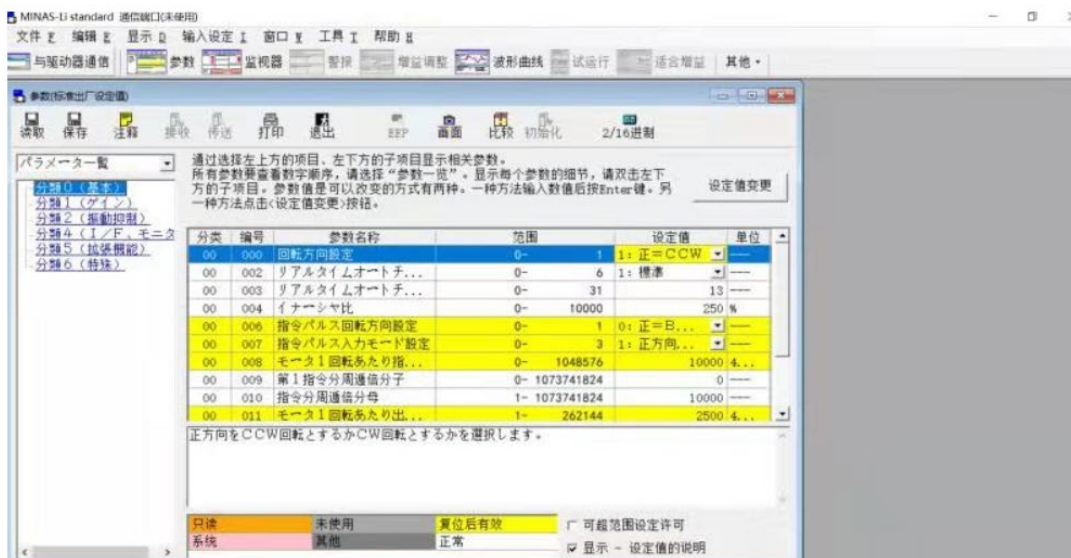 MINAS-Li standard 通信端口(未使用)
文件 F 编辑 E 显示 D 输入设定 I 窗口 W 工具 T 帮助 H
与驱动器通信 参数 监视器 警报 增益调整 波形曲线 试运行 适合增益 其他
参数(标准出厂设定值)
读取 保存 注释 接收 传送 打印 退出 EEP 画面 比较 初始化 2/16进制
パラメータ一覧
分類0(基本)
分類1(ゲイン)
分類2(振動抑制)
分類4(I/F、モニタ
分類5(拡張機能)
分類6(特殊)
通过选择左上方的项目、左下方的子项目显示相关参数。
所有参数要查看数字顺序,请选择“参数一览”。显示每个参数的细节,请双击左下
方的子项目。参数值是可以改变的方式有两种。一种方法输入数值后按Enter键。另
一种方法点击<设定值变更>按钮。
设定值变更
分类 编号 参数名称 范围 设定值 单位
00 000 回転方向設定 0- 1 1: 正=CCW ---
00 002 リアルタイムオートチ... 0- 6 1: 標準 ---
00 003 リアルタイムオートチ... 0- 31 13 ---
00 004 イナーシャ比 0- 10000 250 %
00 006 指令パルス回転方向設定 0- 1 0: 正=B... ---
00 007 指令パルス入力モード設定 0- 3 1: 正方向... ---
00 008 モータ1回転あたり指... 0- 1048576 10000 4...
00 009 第1指令分周逓倍分子 0- 1073741824 0 ---
00 010 指令分周逓倍分母 1- 1073741824 10000 ---
00 011 モータ1回転あたり出... 1- 262144 2500 4...
正方向をCCW回転とするかCW回転とするかを選択します。
只读 未使用 复位后有效 可超范围设定许可
系统 其他 正常 显示 - 设定值的说明